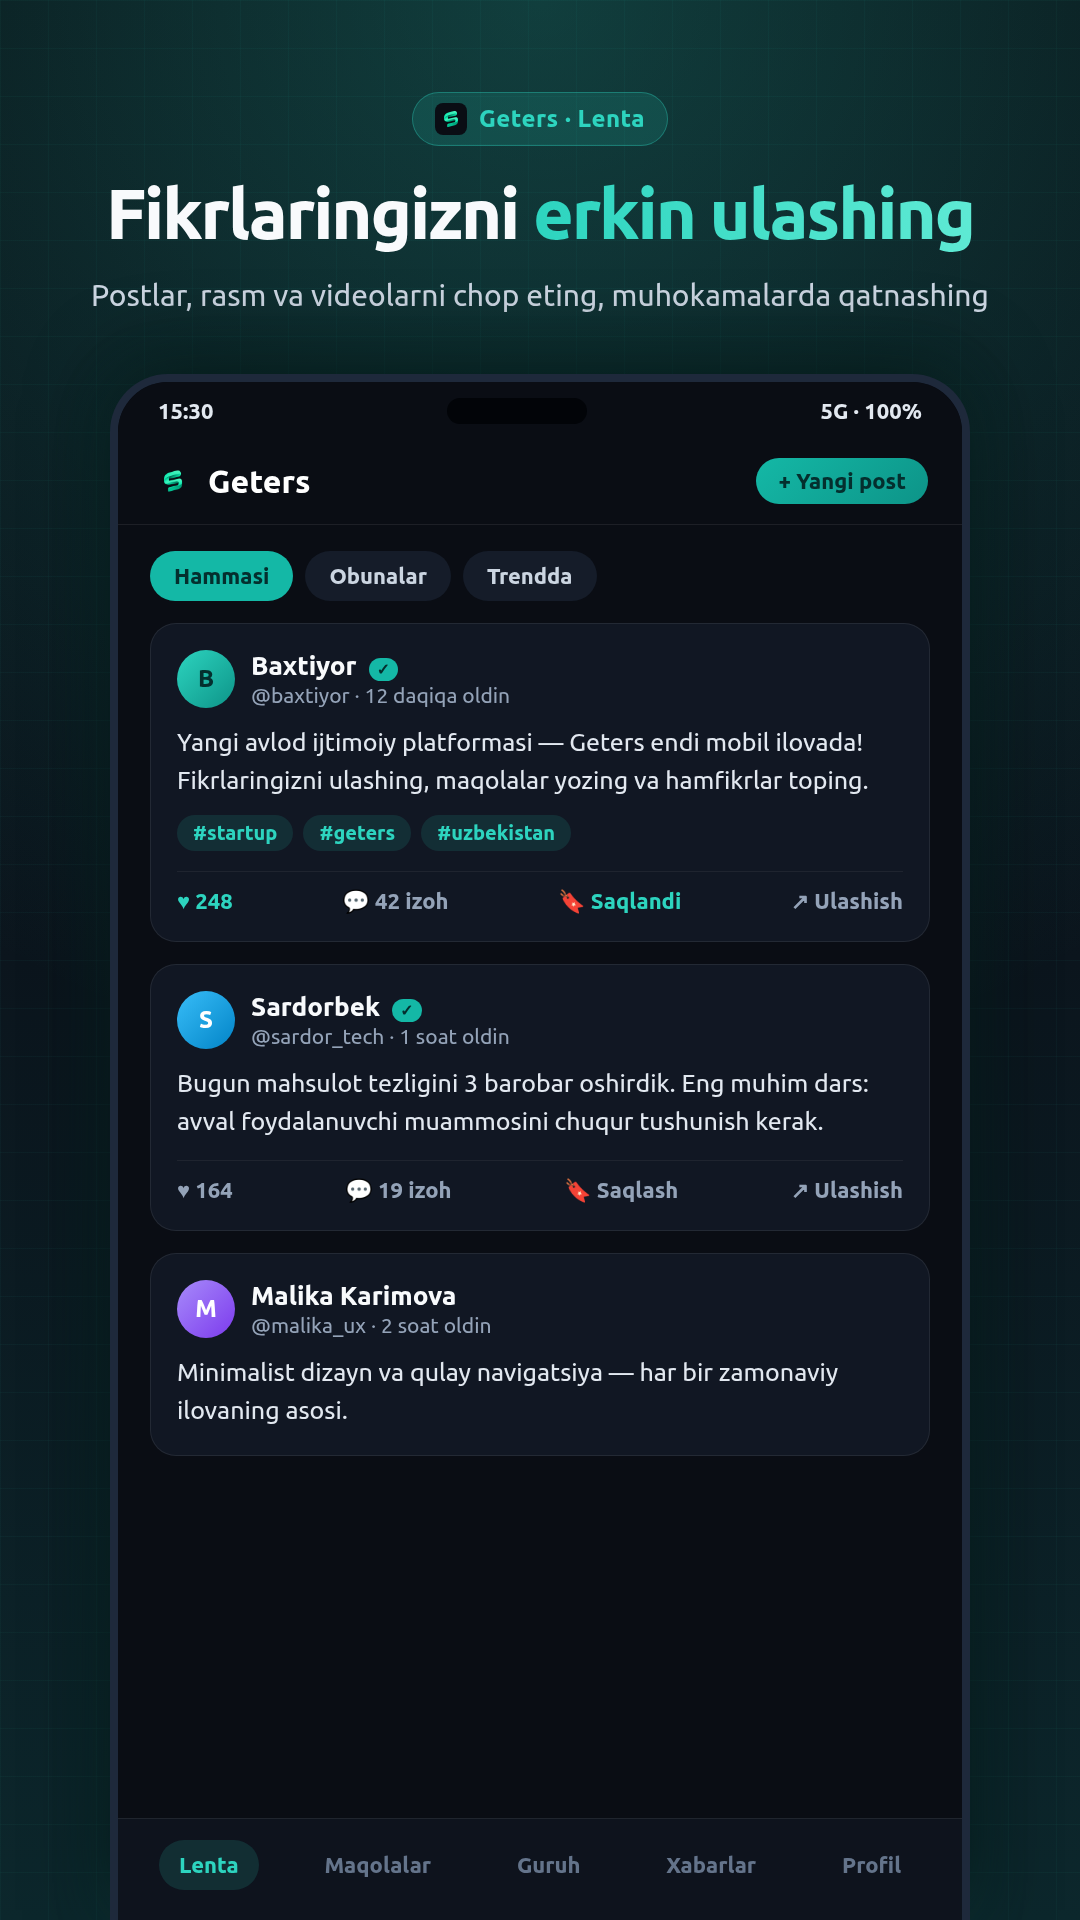 Geters · Lenta
Fikrlaringizni erkin ulashing
Postlar, rasm va videolarni chop eting, muhokamalarda qatnashing
15:30
5G · 100%
Geters
+ Yangi post
Hammasi
Obunalar
Trendda
B
Baxtiyor ✓
@baxtiyor · 12 daqiqa oldin
Yangi avlod ijtimoiy platformasi — Geters endi mobil ilovada!
Fikrlaringizni ulashing, maqolalar yozing va hamfikrlar toping.
#startup #geters #uzbekistan
♥ 248 💬 42 izoh 🔖 Saqlandi ↗ Ulashish
S
Sardorbek ✓
@sardor_tech · 1 soat oldin
Bugun mahsulot tezligini 3 barobar oshirdik. Eng muhim dars:
avval foydalanuvchi muammosini chuqur tushunish kerak.
♥ 164 💬 19 izoh 🔖 Saqlash ↗ Ulashish
M
Malika Karimova
@malika_ux · 2 soat oldin
Minimalist dizayn va qulay navigatsiya — har bir zamonaviy
ilovaning asosi.
Lenta Maqolalar Guruh Xabarlar Profil